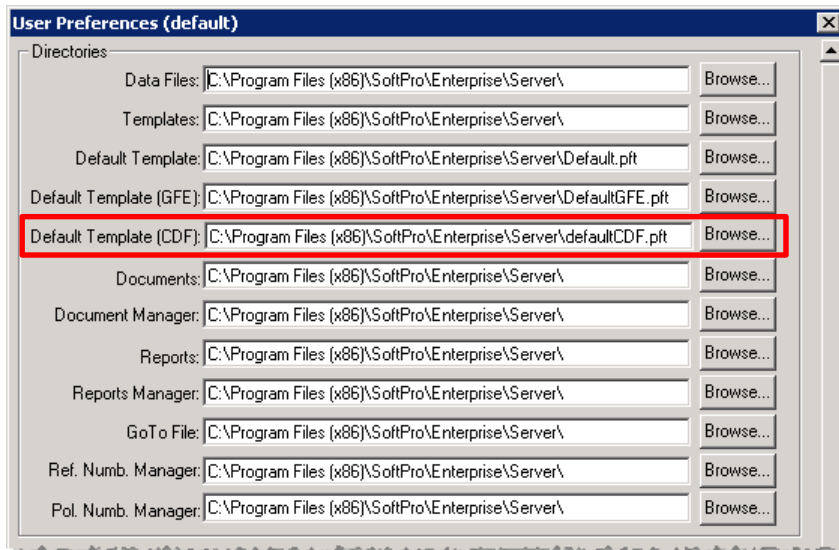 User Preferences (default)
Directories
Data Files: C:\Program Files (x86)\SoftPro\Enterprise\Server\ Browse...
Templates: C:\Program Files (x86)\SoftPro\Enterprise\Server\ Browse...
Default Template: C:\Program Files (x86)\SoftPro\Enterprise\Server\Default.pft Browse...
Default Template (GFE): C:\Program Files (x86)\SoftPro\Enterprise\Server\DefaultGFE.pft Browse...
Default Template (CDF): C:\Program Files (x86)\SoftPro\Enterprise\Server\defaultCDF.pft Browse...
Documents: C:\Program Files (x86)\SoftPro\Enterprise\Server\ Browse...
Document Manager: C:\Program Files (x86)\SoftPro\Enterprise\Server\ Browse...
Reports: C:\Program Files (x86)\SoftPro\Enterprise\Server\ Browse...
Reports Manager: C:\Program Files (x86)\SoftPro\Enterprise\Server\ Browse...
GoTo File: C:\Program Files (x86)\SoftPro\Enterprise\Server\ Browse...
Ref. Numb. Manager: C:\Program Files (x86)\SoftPro\Enterprise\Server\ Browse...
Pol. Numb. Manager: C:\Program Files (x86)\SoftPro\Enterprise\Server\ Browse...